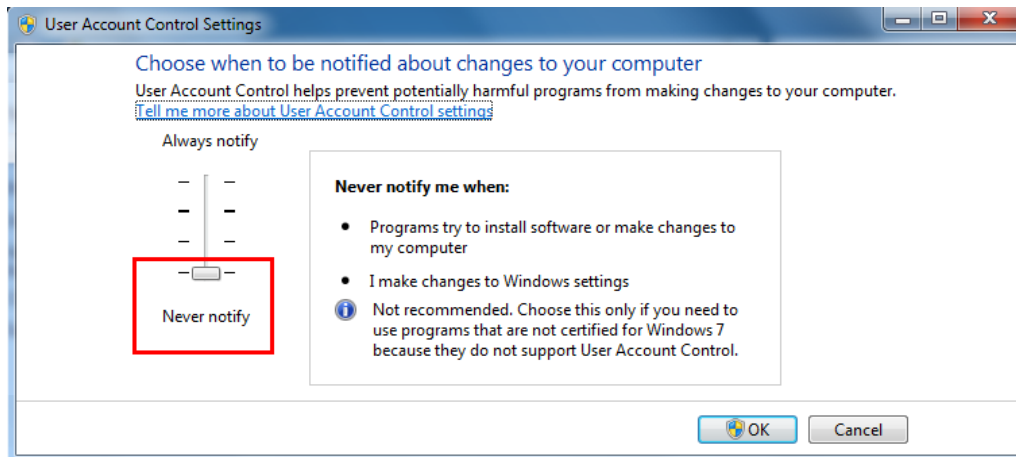 User Account Control Settings
Choose when to be notified about changes to your computer
User Account Control helps prevent potentially harmful programs from making changes to your computer.
Tell me more about User Account Control settings
Always notify
Never notify me when:
Programs try to install software or make changes to
my computer
I make changes to Windows settings
Never notify
Not recommended. Choose this only if you need to
use programs that are not certified for Windows 7
because they do not support User Account Control.
OK
Cancel